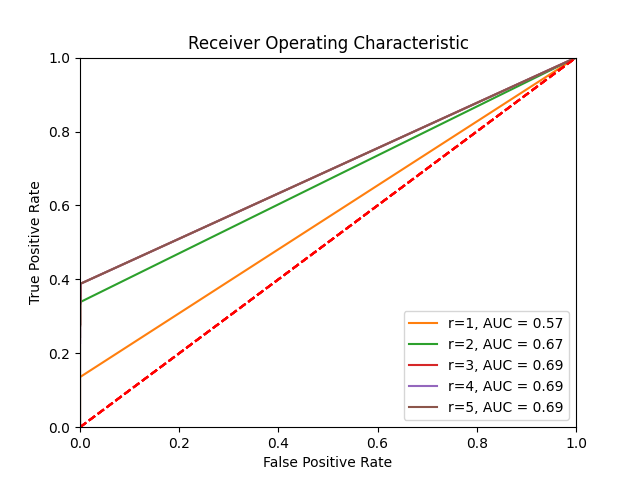 Receiver Operating Characteristic
True Positive Rate
1.0
0.8
0.6
0.4
0.2
0.0
r=1, AUC = 0.57
r=2, AUC = 0.67
r=3, AUC = 0.69
r=4, AUC = 0.69
r=5, AUC = 0.69
0.0 0.2 0.4 0.6 0.8 1.0
False Positive Rate